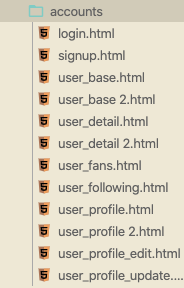 accounts
login.html
signup.html
user_base.html
user_base 2.html
user_detail.html
user_detail 2.html
user_fans.html
user_following.html
user_profile.html
user_profile 2.html
user_profile_edit.html
user_profile_update....